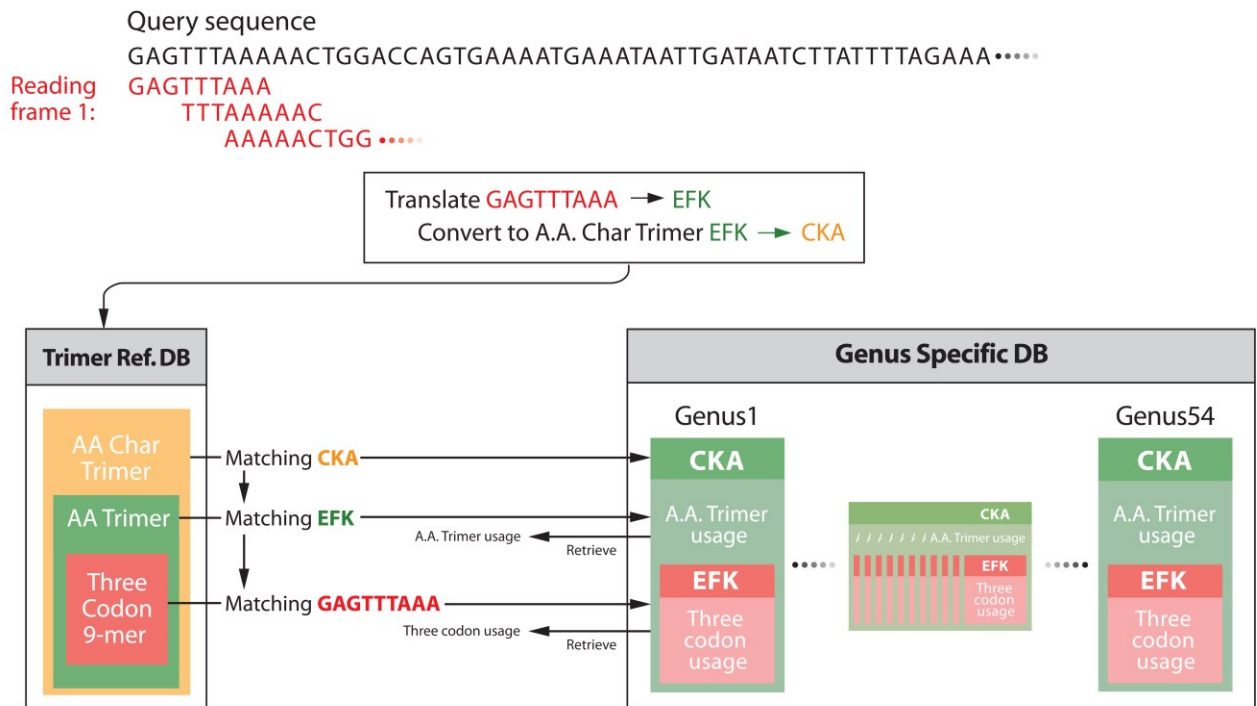 Query sequence
GAGTTTAAAAACTGGACCAGTGAAAATGAAATAATTGATAATCTTATTTTAGAAA
Reading
frame 1:
GAGTTTAAA
TTTAAAAAC
AAAAACTGG
Translate GAGTTTAAA → EFK
Convert to A.A. Char Trimer EFK → CKA
Trimer Ref. DB
AA Char
Trimer
AA Trimer
Three
Codon
9-mer
Matching CKA
Matching EFK
A.A. Trimer usage
Retrieve
Matching GAGTTTAAA
Three codon usage
Retrieve
Genus Specific DB
Genus1
CKA
A.A. Trimer
usage
EFK
Three
codon
usage
CKA
A.A. Trimer usage
EFK
Three
codon
usage
Genus54
CKA
A.A. Trimer
usage
EFK
Three
codon
usage